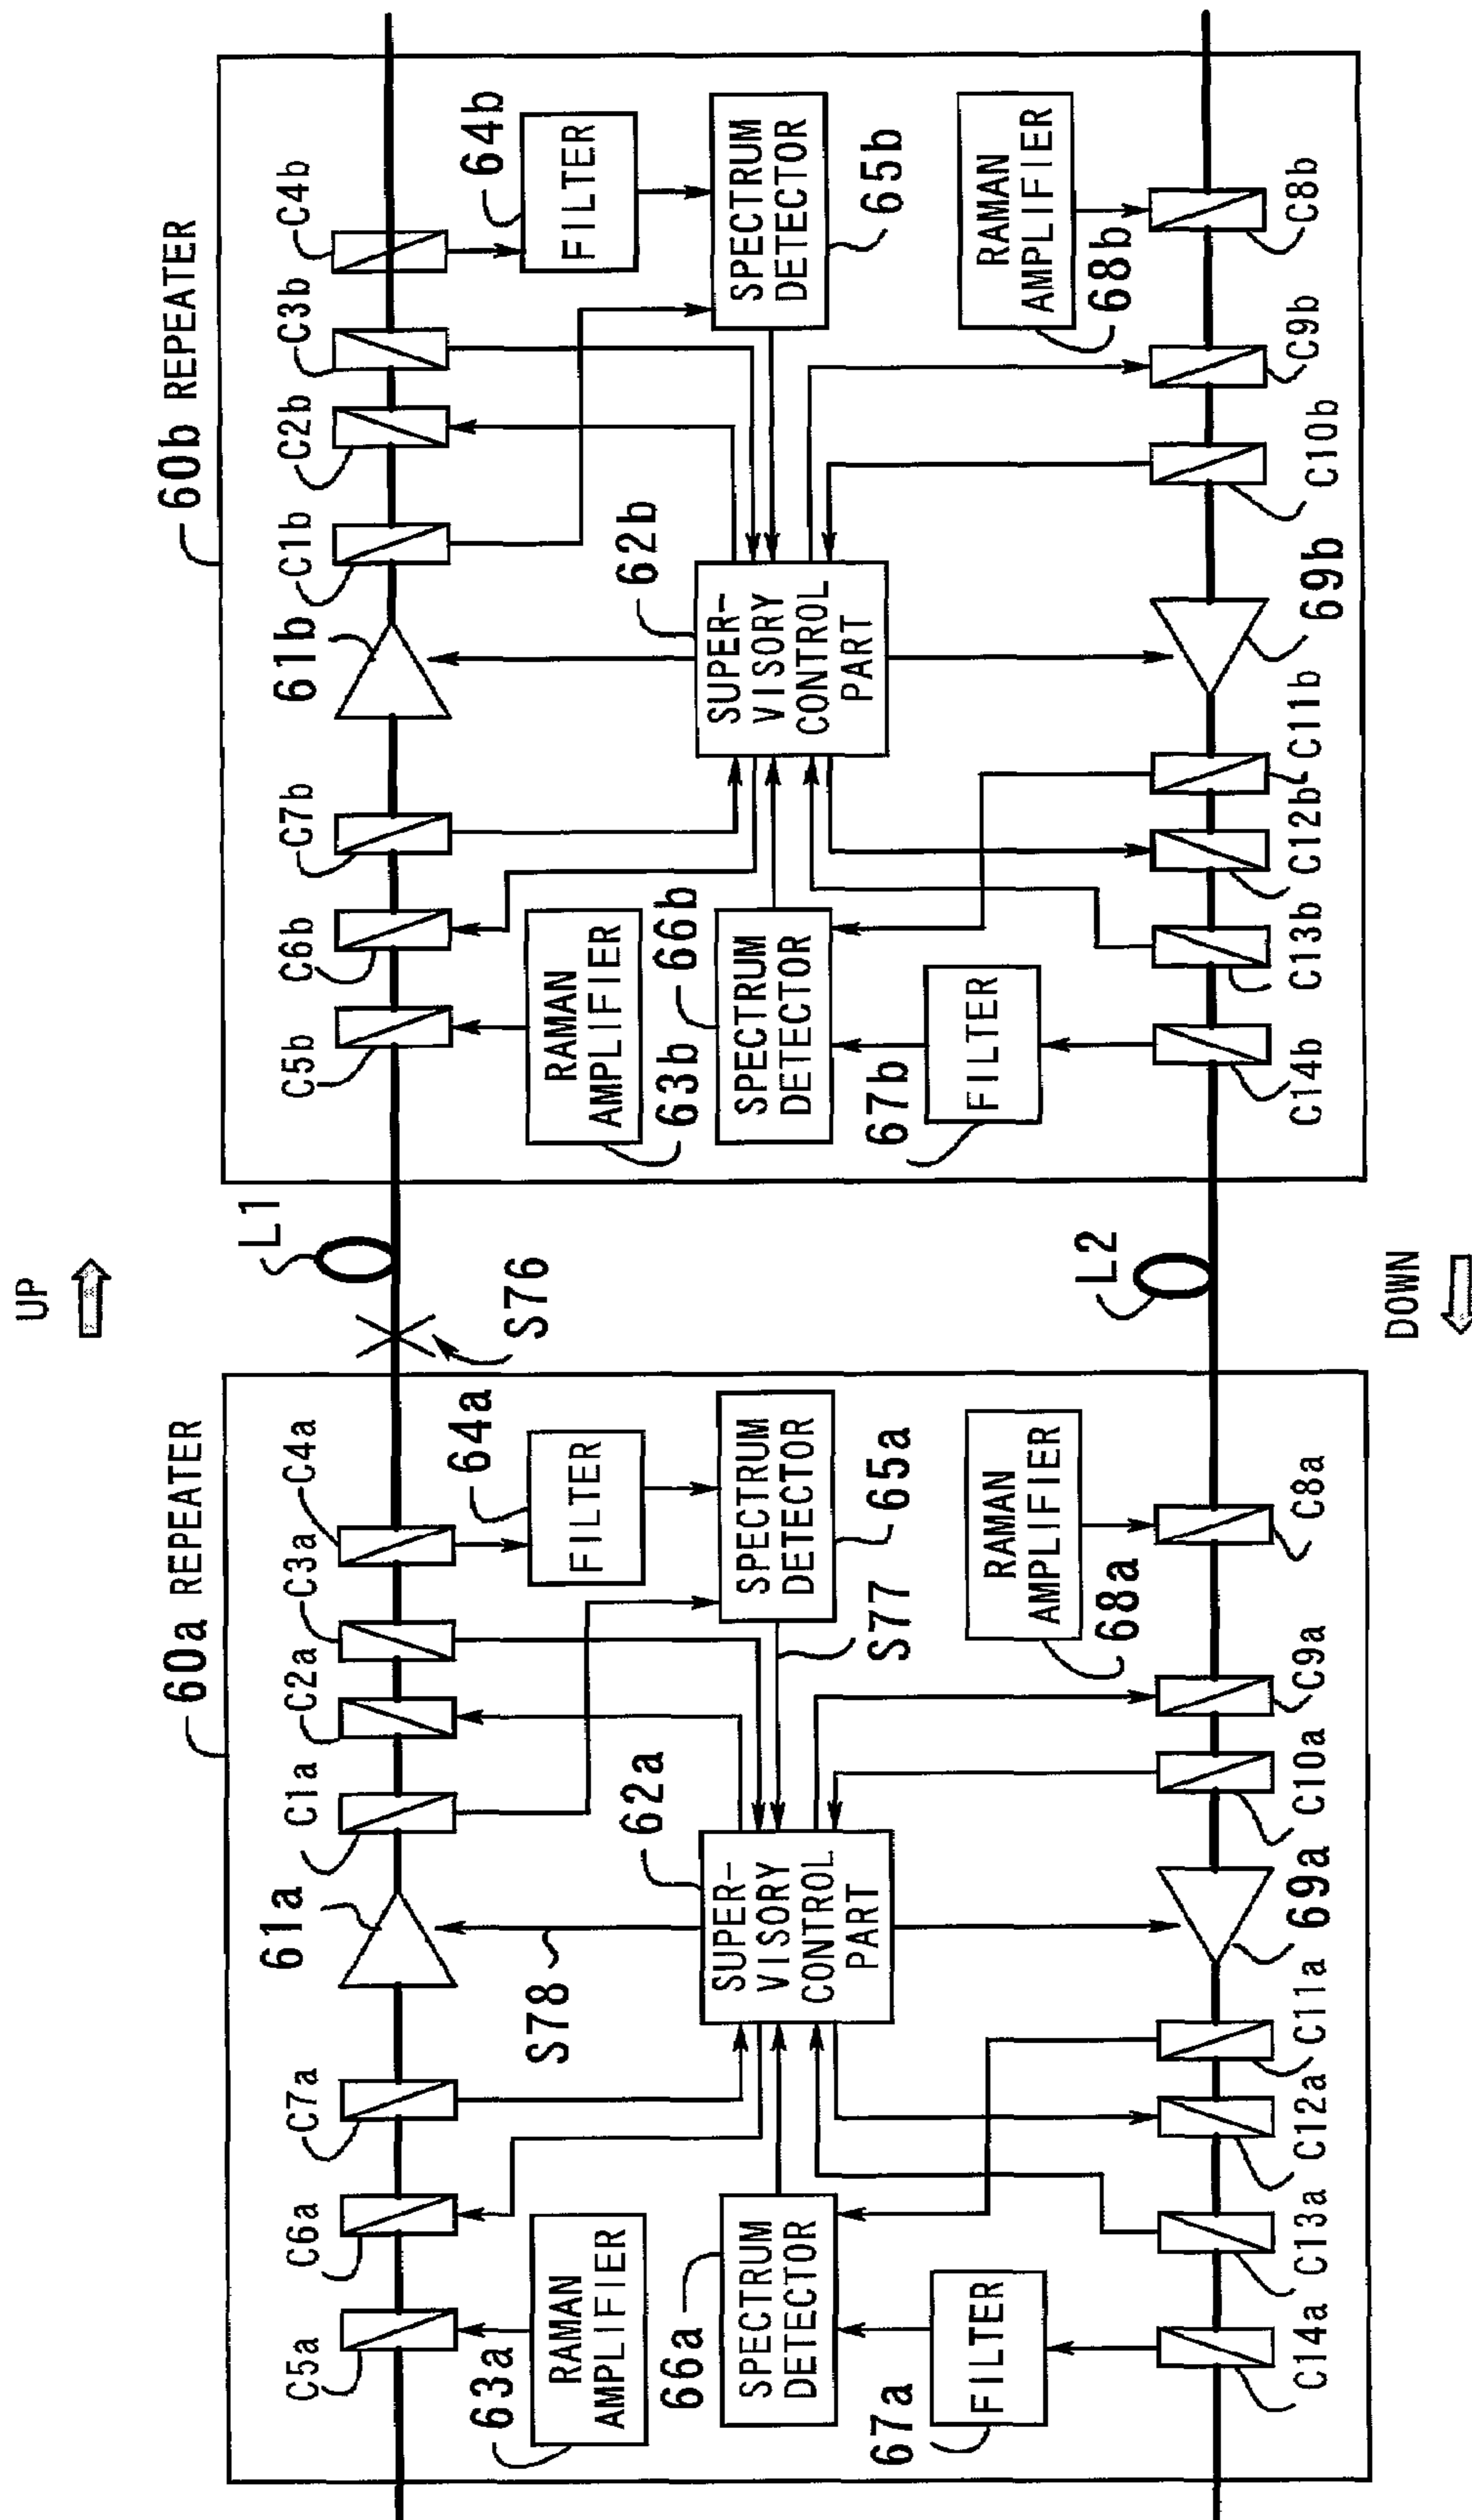 UP
60a REPEATER
C5a
C6a
C7a
61a
C1a
C2a
C3a
C4a
63a
RAMAN
AMPLIFIER
S78
64a
FILTER
66a
SPECTRUM
DETECTOR
62a
SUPER-
VISORY
CONTROL
PART
SPECTRUM
DETECTOR
65a
S77
67a
FILTER
RAMAN
AMPLIFIER
68a
C14a
C13a
C12a
C11a
69a
C10a
C9a
C8a
L1
S76
L2
60b REPEATER
C5b
C6b
C7b
61b
C1b
C2b
C3b
C4b
RAMAN
AMPLIFIER
63b
64b
FILTER
66b
SPECTRUM
DETECTOR
62b
SUPER-
VISORY
CONTROL
PART
SPECTRUM
DETECTOR
65b
67b
FILTER
RAMAN
AMPLIFIER
68b
C14b
C13b
C12b
C11b
69b
C10b
C9b
C8b
DOWN